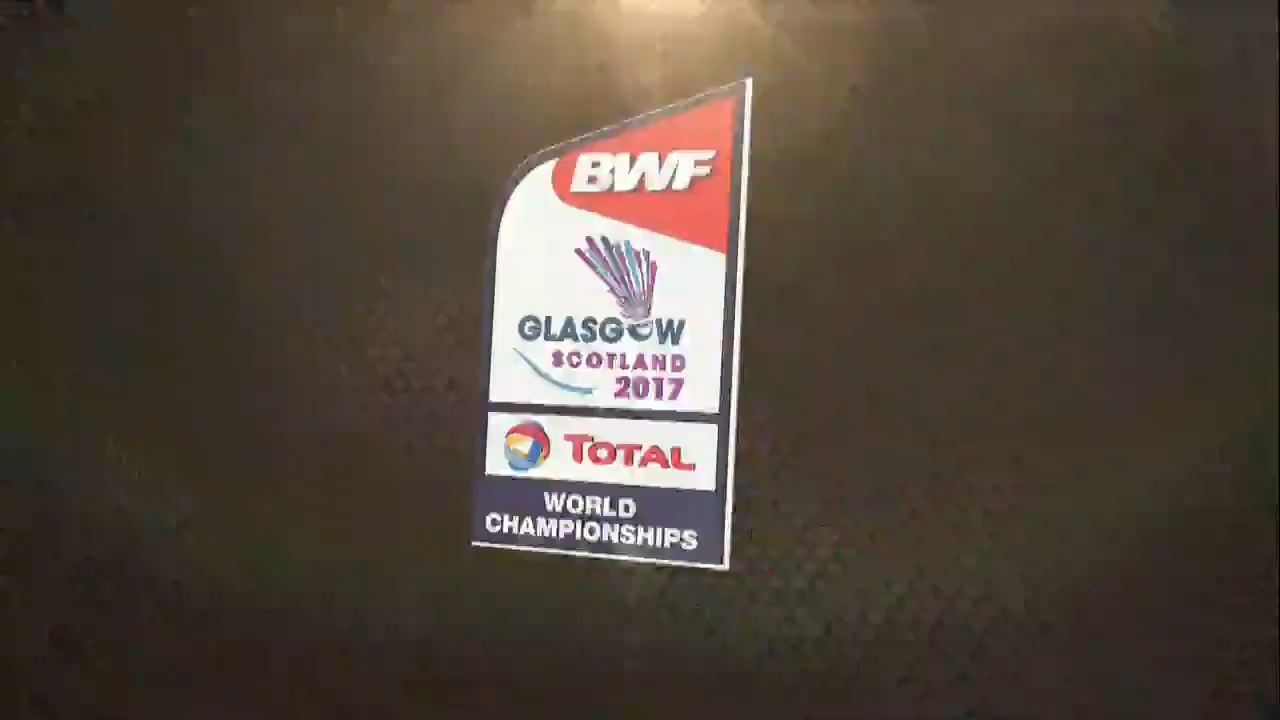 BWF
GLASGOW
SCOTLAND
2017
TOTAL
WORLD
CHAMPIONSHIPS